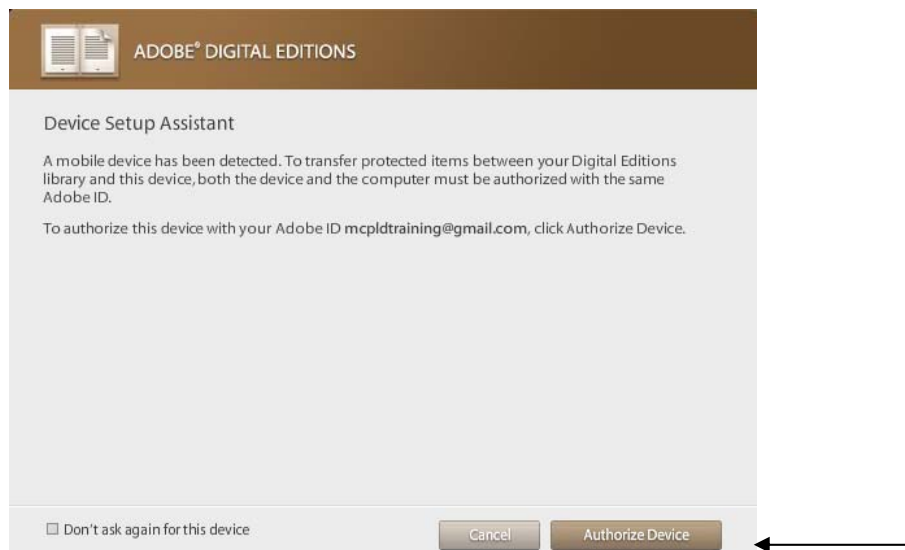 ADOBE® DIGITAL EDITIONS
Device Setup Assistant
A mobile device has been detected. To transfer protected items between your Digital Editions
library and this device, both the device and the computer must be authorized with the same
Adobe ID.
To authorize this device with your Adobe ID mcpldtraining@gmail.com, click Authorize Device.
Don't ask again for this device
Cancel
Authorize Device